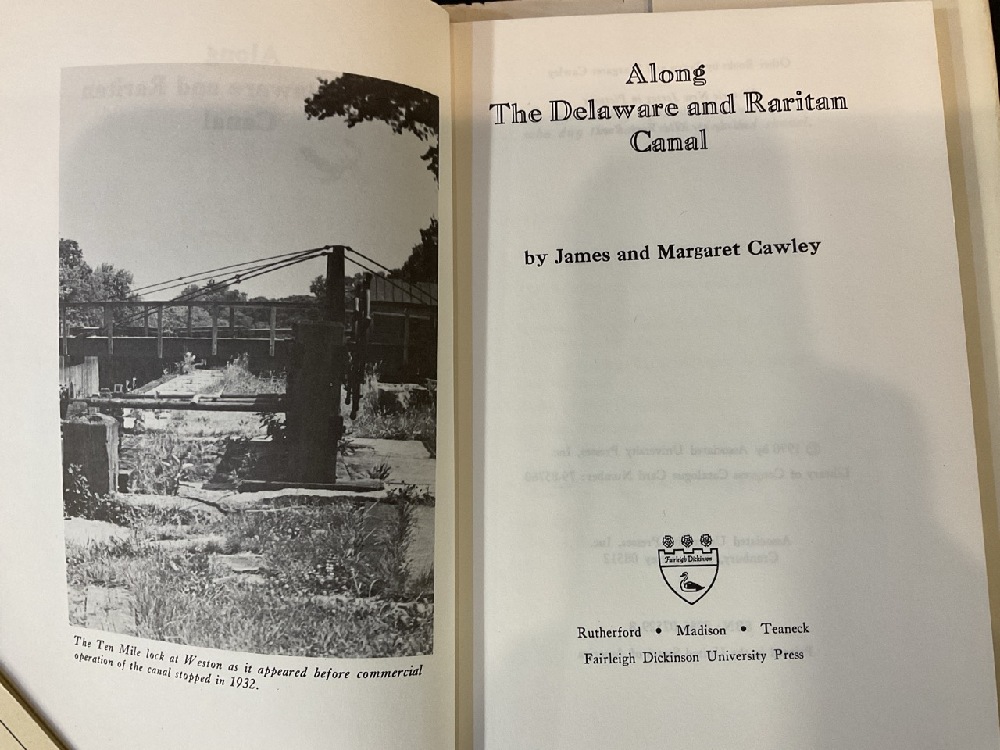 The Ten Mile lock at Weston as it appeared before commercial
operation of the canal stopped in 1932.
Along
The Delaware and Raritan
Canal
by James and Margaret Cawley
Fairleigh Dickinson
Rutherford • Madison • Teaneck
Fairleigh Dickinson University Press